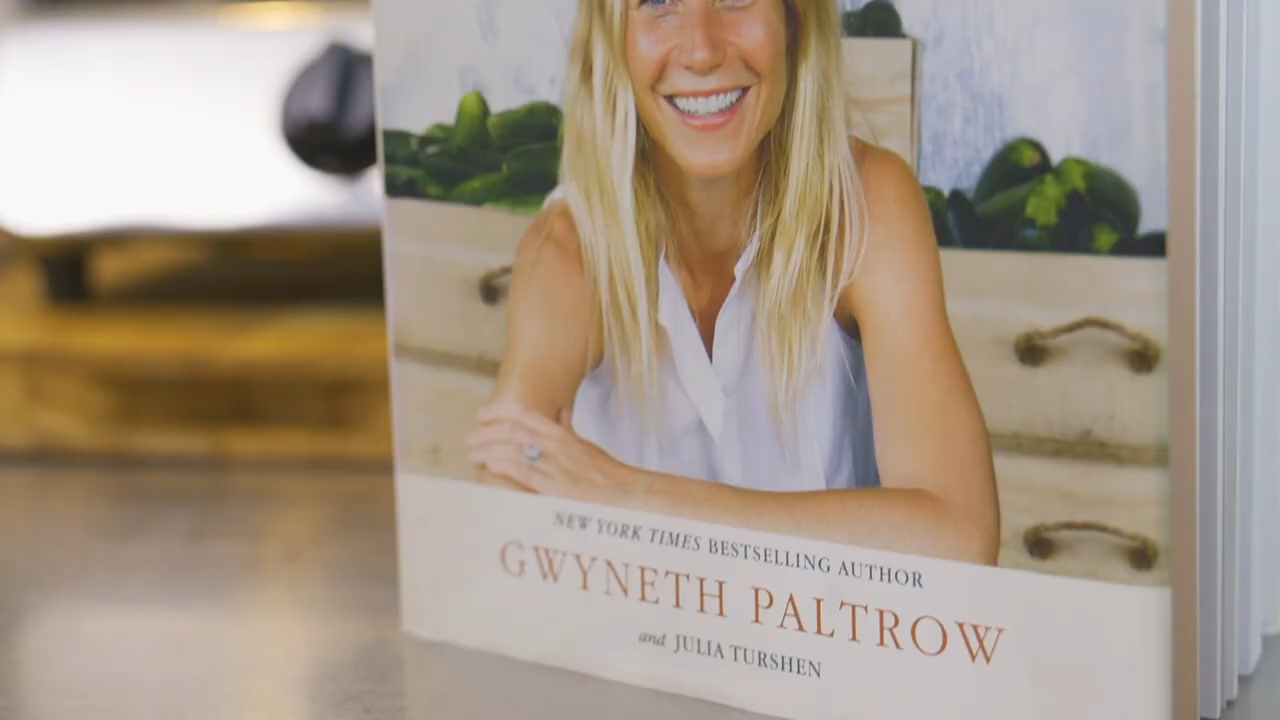 NEW YORK TIMES BESTSELLING AUTHOR
GWYNETH PALTROW
and JULIA TURSHEN